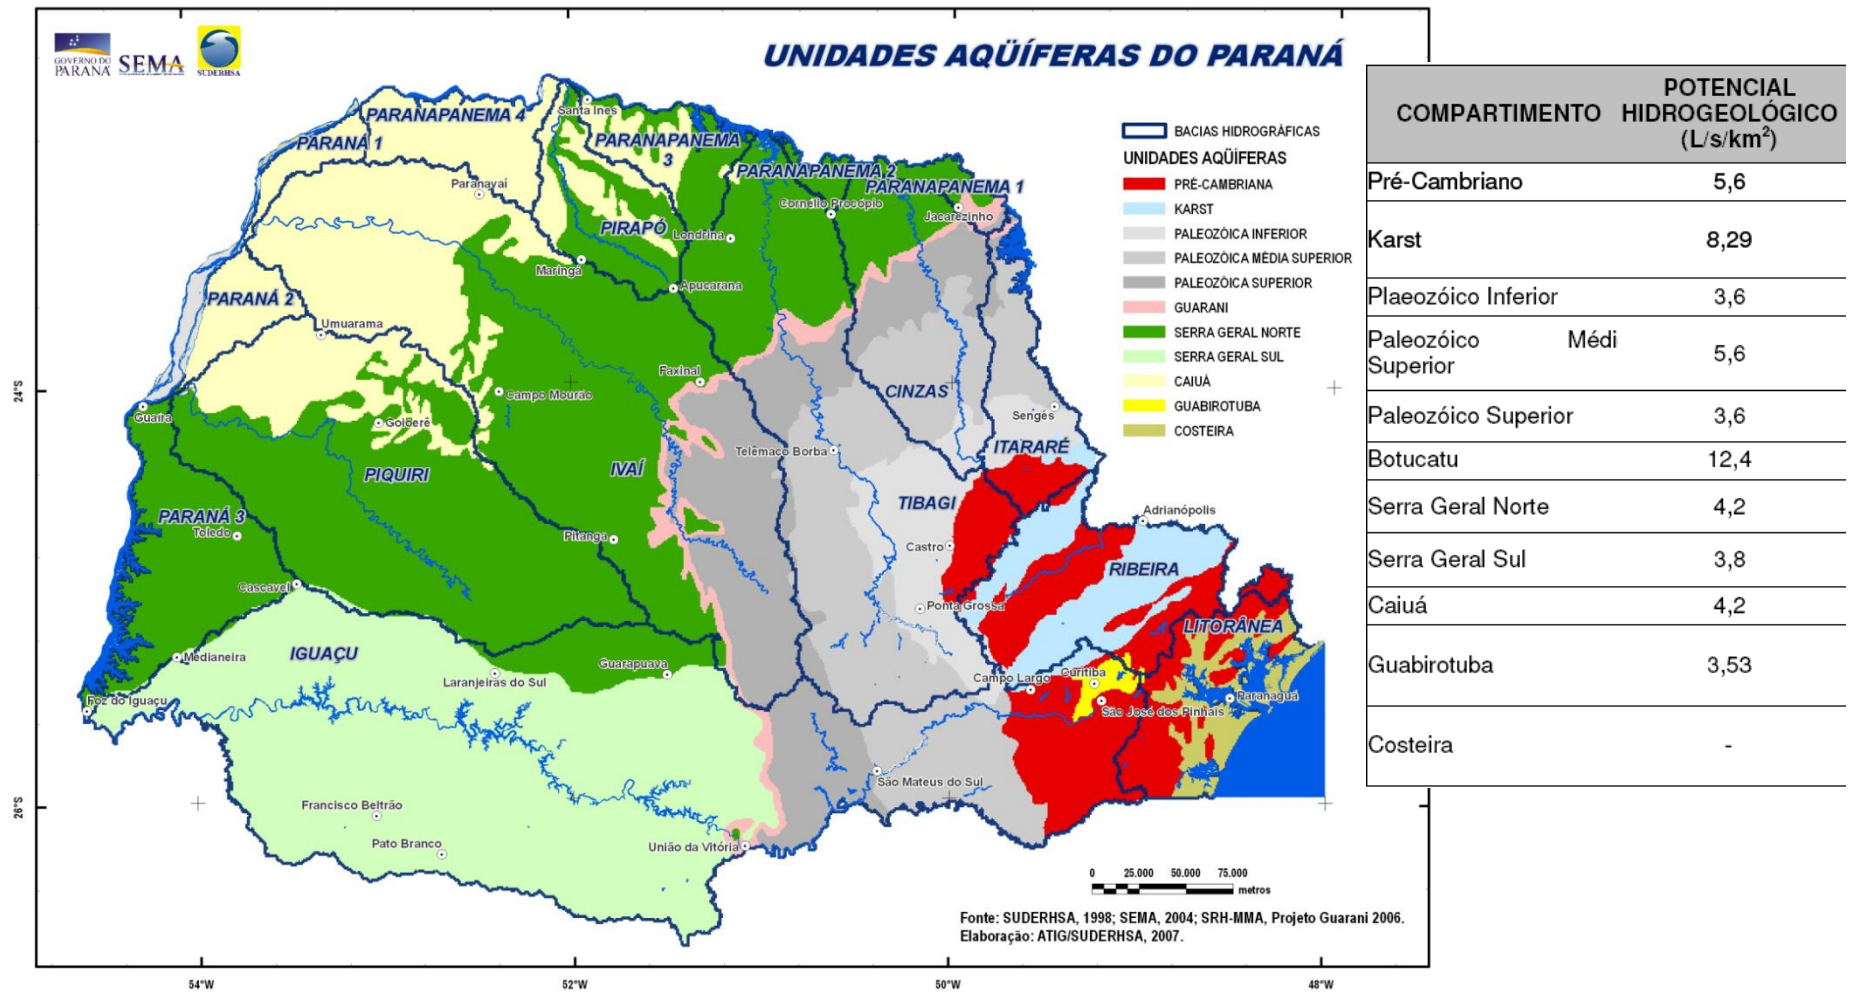 GOVERNO DO
PARANÁ
SEMA
SUDERHSA
UNIDADES AQÜÍFERAS DO PARANÁ
BACIAS HIDROGRÁFICAS
UNIDADES AQÜÍFERAS
PRÉ-CAMBRIANA
KARST
PALEOZÓICA INFERIOR
PALEOZÓICA MÉDIA SUPERIOR
PALEOZÓICA SUPERIOR
GUARANI
SERRA GERAL NORTE
SERRA GERAL SUL
CAIUÁ
GUABIROTUBA
COSTEIRA
PARANAPANEMA 4
PARANÁ 1
Santa Inês
PARANAPANEMA
3
PARANAPANEMA 2
PARANAPANEMA 1
Paranavaí
Cornelio Procópio
Jacarezinho
PIRAPÓ
Londrina
Maringá
Apucarana
PARANÁ 2
Umuarama
Faxinal
CINZAS
Campo Mourão
Guaíra
Goioerê
Sengés
ITARARÉ
Telêmaco Borba
PIQUIRI
IVAÍ
TIBAGI
PARANÁ 3
Toledo
Pitanga
Adrianópolis
Castro
RIBEIRA
Cascavel
Ponta Grossa
LITORÂNEA
IGUAÇU
Medianeira
Guarapuava
Laranjeiras do Sul
Campo Largo
Curitiba
Foz do Iguaçu
São José dos Pinhais
Paranaguá
São Mateus do Sul
Francisco Beltrão
Pato Branco
União da Vitória
24°S
26°S
54°W
52°W
50°W
48°W
0 25.000 50.000 75.000
metros
Fonte: SUDERHSA, 1998; SEMA, 2004; SRH-MMA, Projeto Guarani 2006.
Elaboração: ATIG/SUDERHSA, 2007.
COMPARTIMENTO POTENCIAL HIDROGEOLÓGICO (L/s/km²)
Pré-Cambriano 5,6
Karst 8,29
Plaeozóico Inferior 3,6
Paleozóico Médi
Superior 5,6
Paleozóico Superior 3,6
Botucatu 12,4
Serra Geral Norte 4,2
Serra Geral Sul 3,8
Caiuá 4,2
Guabirotuba 3,53
Costeira -